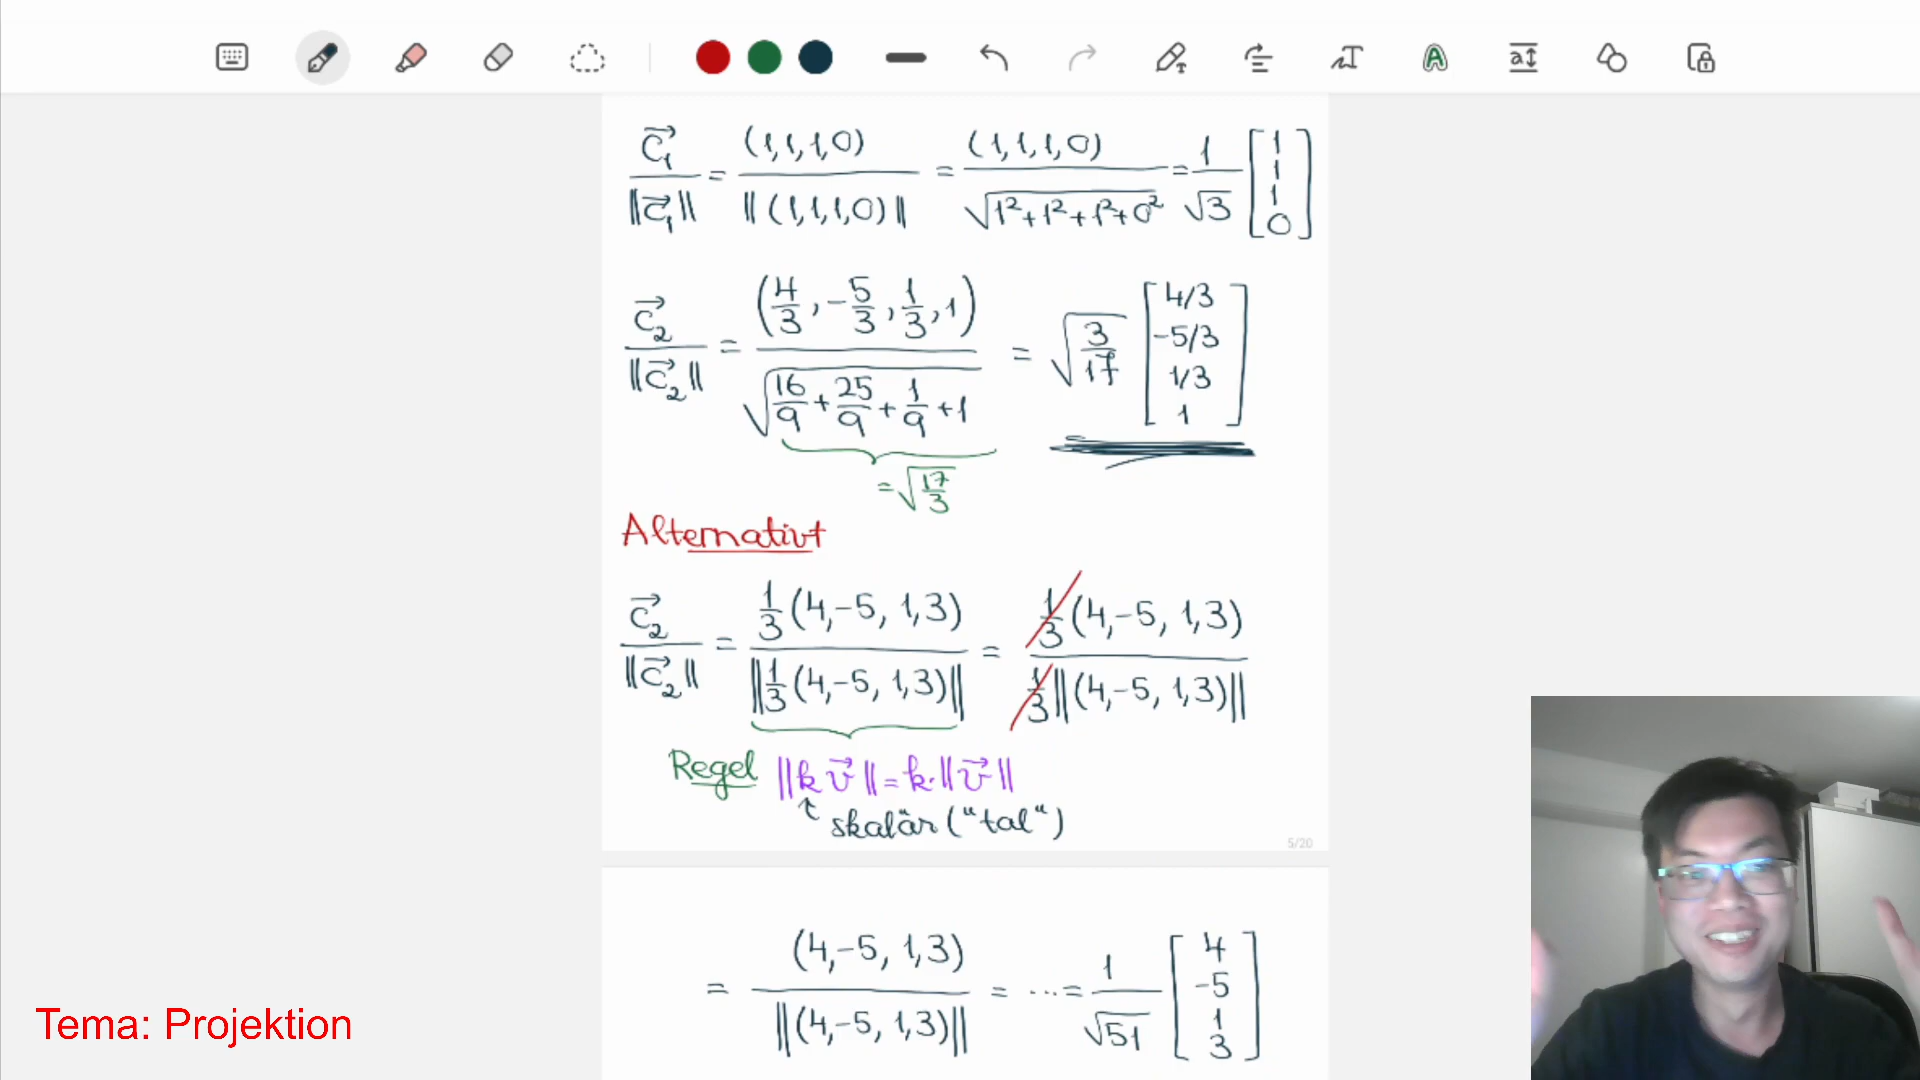 c⃗₁/‖c⃗₁‖ = (1,1,1,0)/‖(1,1,1,0)‖ = (1,1,1,0)/√(1²+1²+1²+0²) = 1/√3 [1 1 1 0]
c⃗₂/‖c⃗₂‖ = (4/3, -5/3, 1/3, 1)/√(16/9+25/9+1/9+1) = √(3/17) [4/3 -5/3 1/3 1]
=√(17/3)
Alternativt
c⃗₂/‖c⃗₂‖ = 1/3(4,-5, 1,3)/‖1/3(4,-5, 1,3)‖ = 1/3(4,-5, 1,3)/1/3‖(4,-5, 1,3)‖
Regel ‖k v⃗‖=k·‖v⃗‖
skalär ("tal")
5/20
= (4,-5, 1,3)/‖(4,-5, 1,3)‖ = ...= 1/√51 [4 -5 1 3]
Tema: Projektion